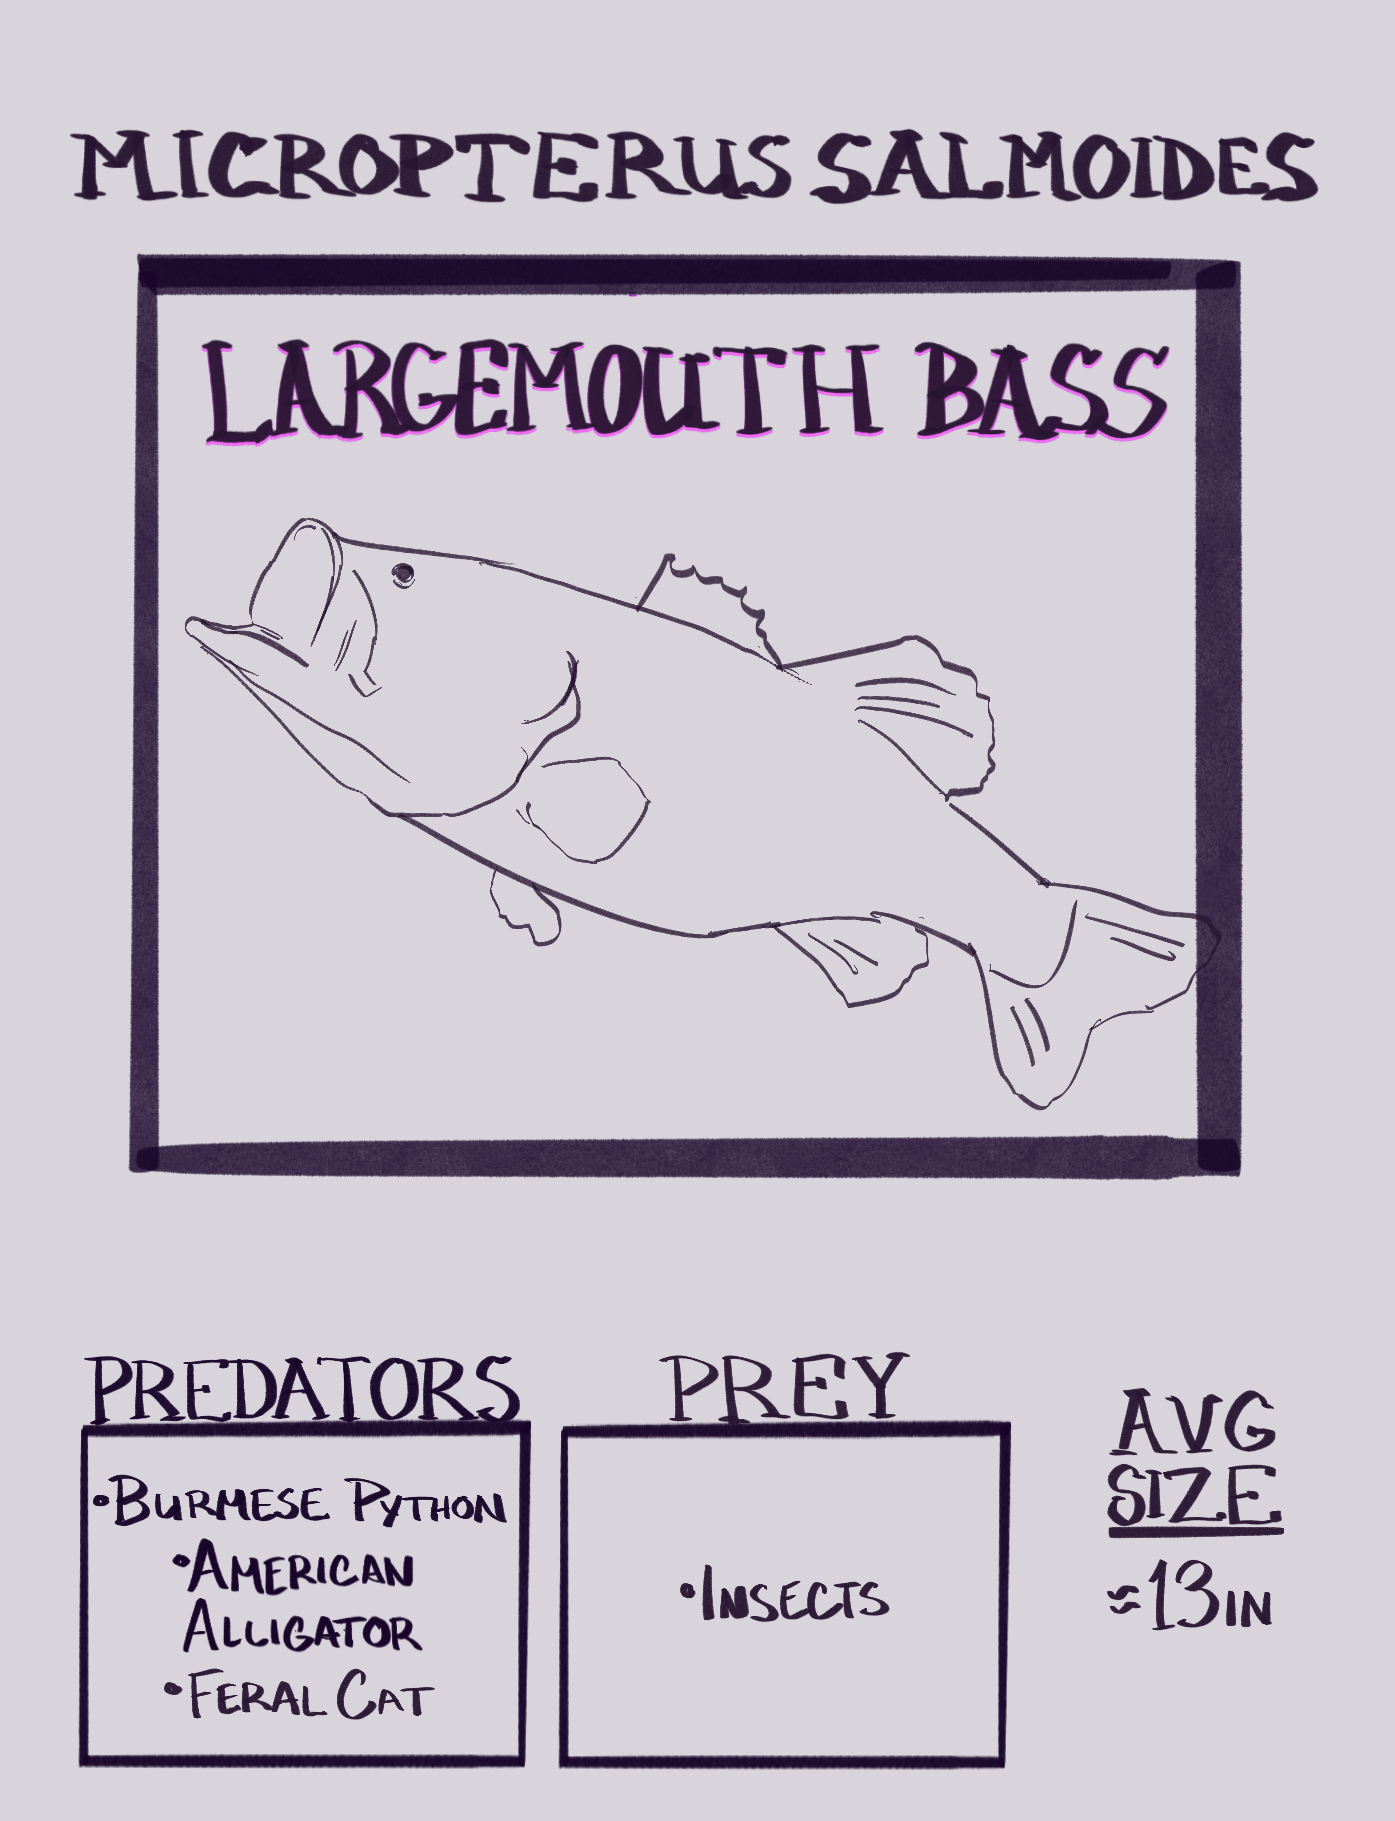 MICROPTERUS SALMOIDES
LARGEMOUTH BASS
PREDATORS
•BURMESE PYTHON
•AMERICAN
ALLIGATOR
•FERAL CAT
PREY
•INSECTS
AVG
SIZE
≈13IN